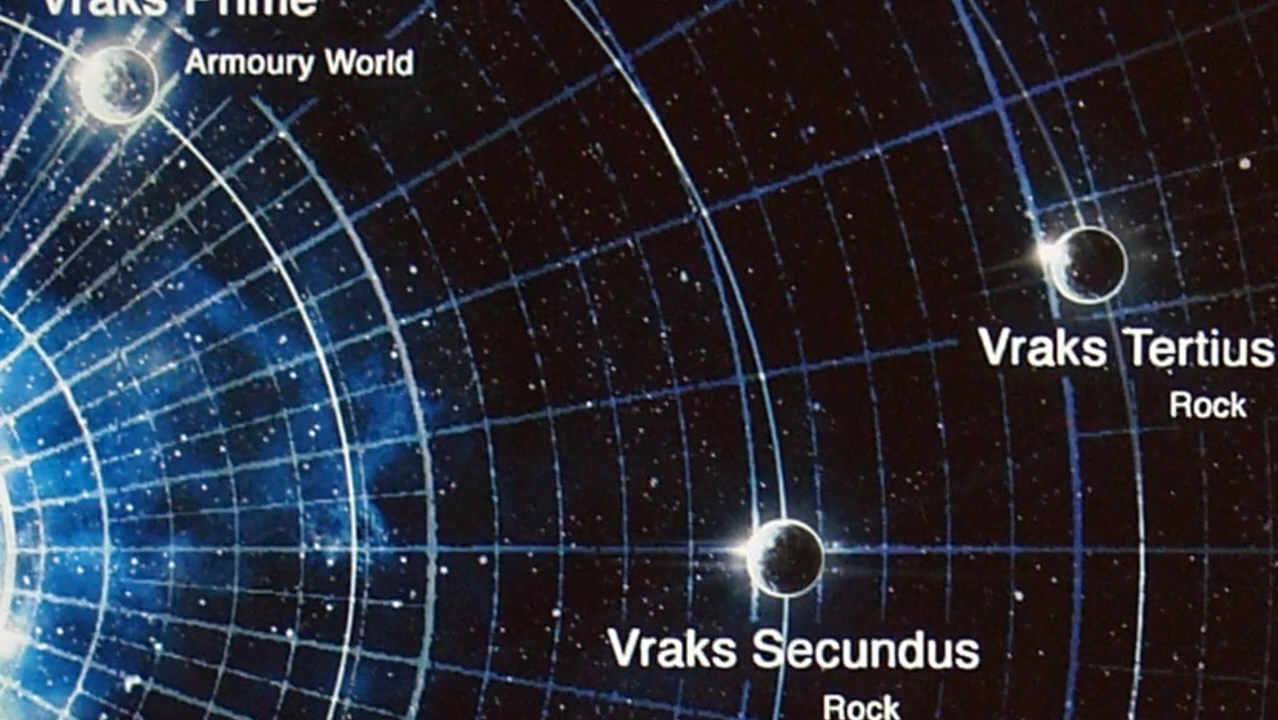 Vraks Prime
Armoury World
Vraks Tertius
Rock
Vraks Secundus
Rock